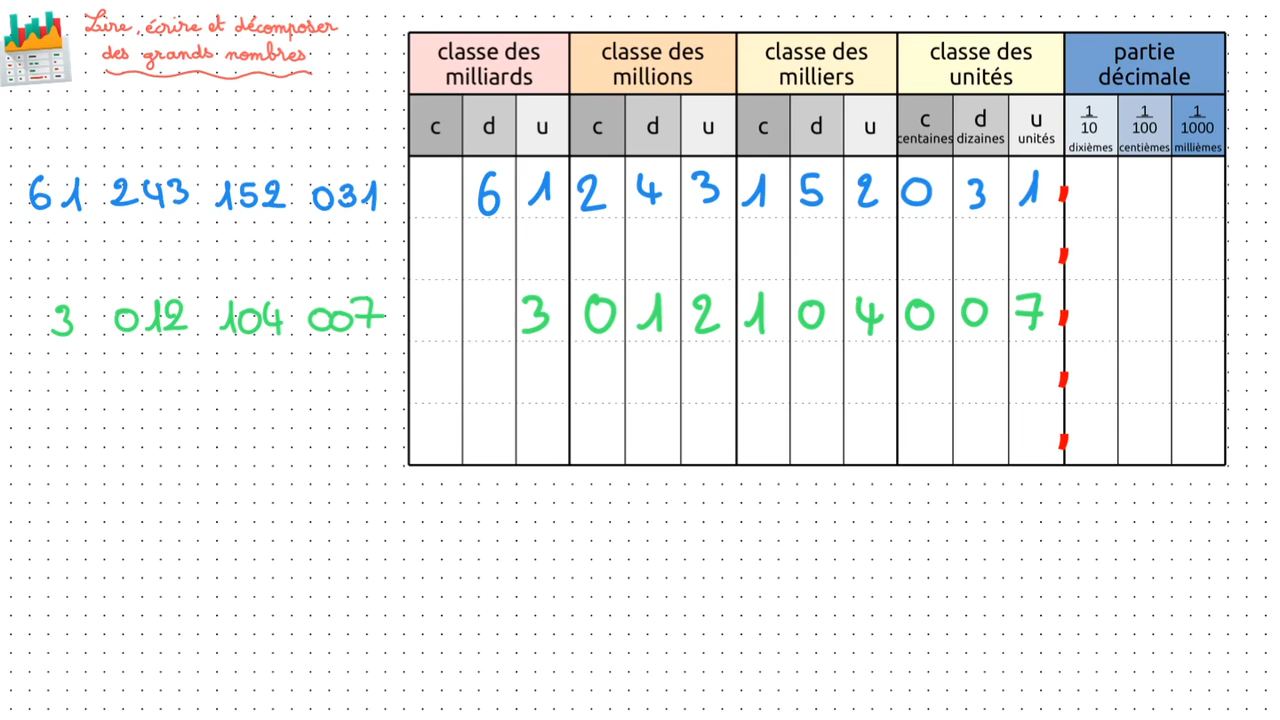 Lire, écrire et décomposer
des grands nombres
classe des milliards classe des millions classe des milliers classe des unités partie décimale
c d u c d u c d u c centaines d dizaines u unités 1/10 dixièmes 1/100 centièmes 1/1000 millièmes
61 243 152 031 6 1 2 4 3 1 5 2 0 3 1 ,
,
3 012 104 007 3 0 1 2 1 0 4 0 0 7 ,
,
,